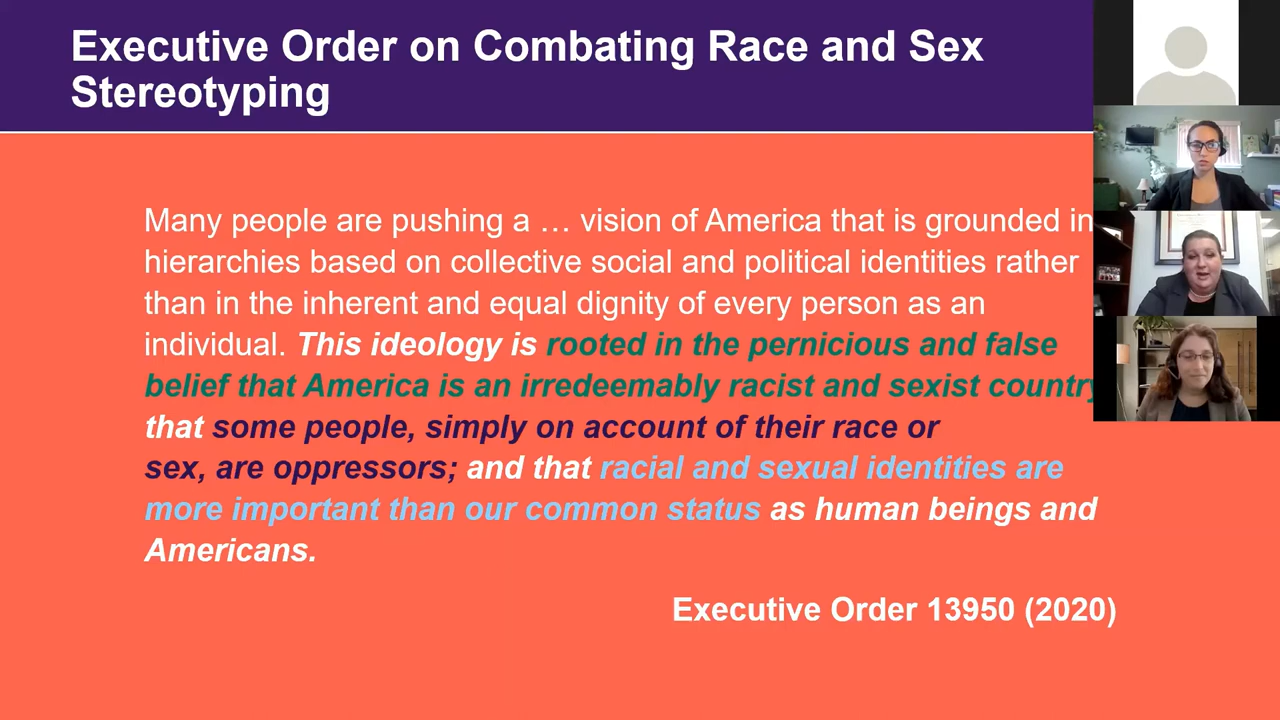 Executive Order on Combating Race and Sex
Stereotyping
Many people are pushing a … vision of America that is grounded in
hierarchies based on collective social and political identities rather
than in the inherent and equal dignity of every person as an
individual. This ideology is rooted in the pernicious and false
belief that America is an irredeemably racist and sexist country
that some people, simply on account of their race or
sex, are oppressors; and that racial and sexual identities are
more important than our common status as human beings and
Americans.
Executive Order 13950 (2020)